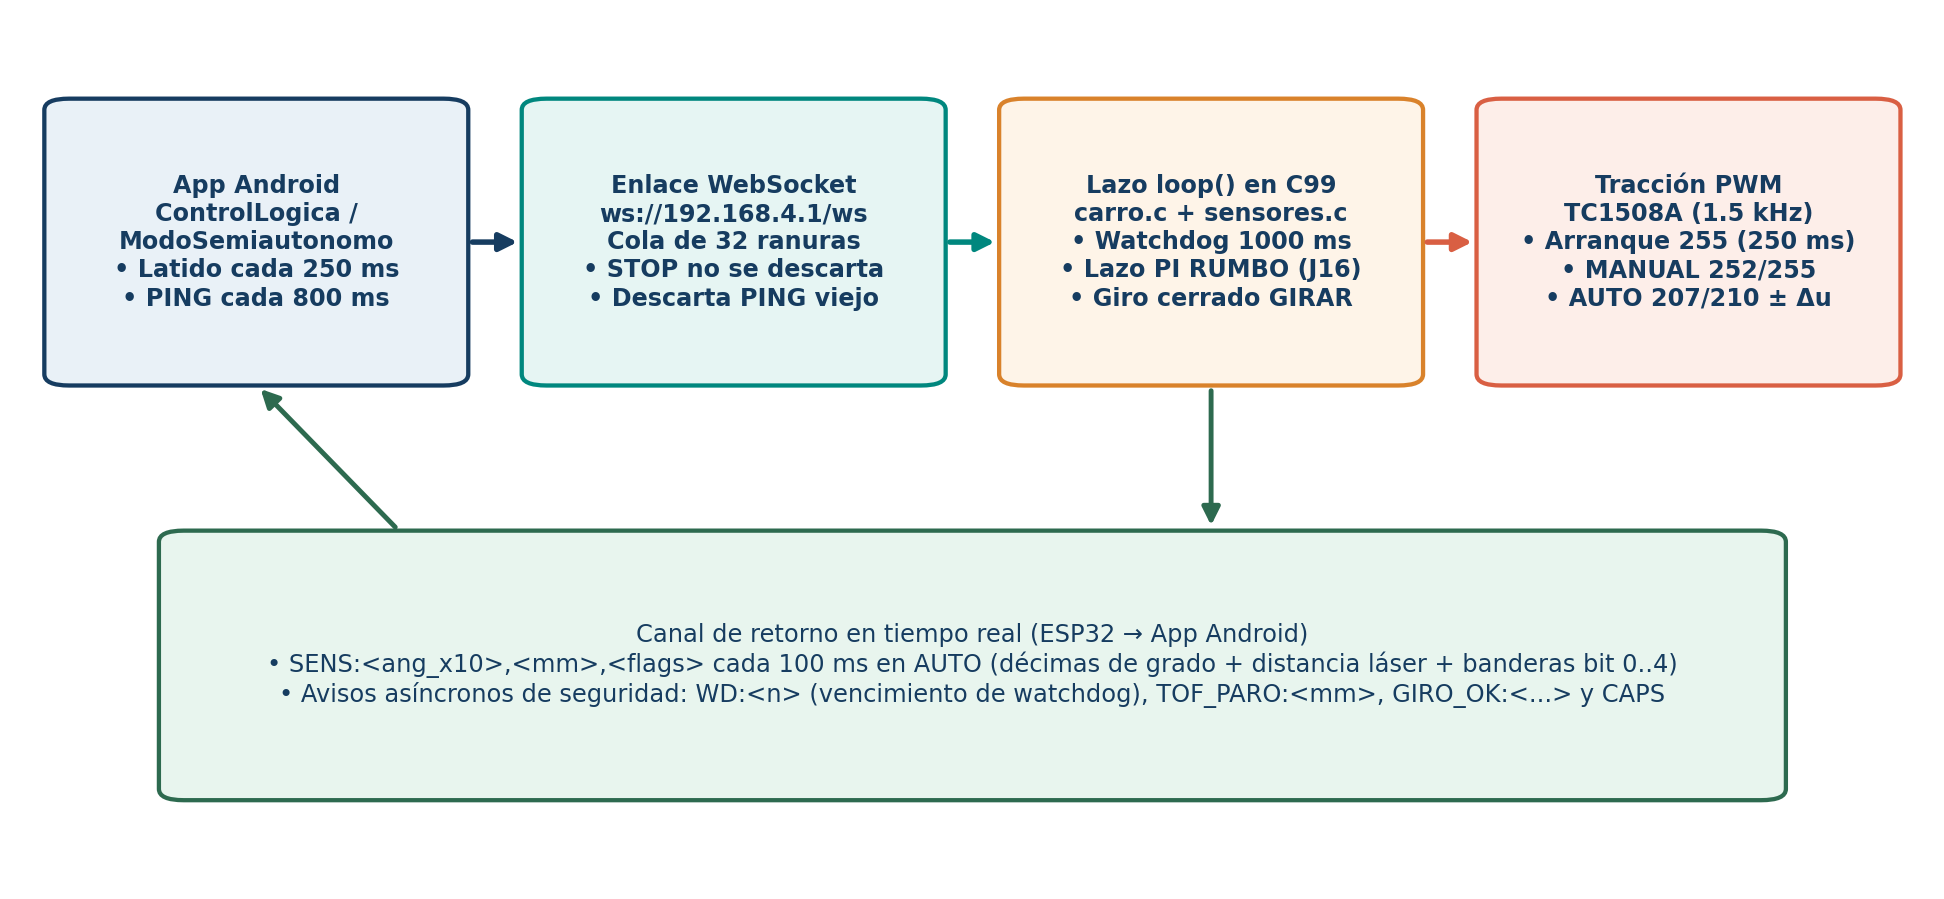 App Android
ControlLogica /
ModoSemiautonomo
• Latido cada 250 ms
• PING cada 800 ms
Enlace WebSocket
ws://192.168.4.1/ws
Cola de 32 ranuras
• STOP no se descarta
• Descarta PING viejo
Lazo loop() en C99
carro.c + sensores.c
• Watchdog 1000 ms
• Lazo PI RUMBO (J16)
• Giro cerrado GIRAR
Tracción PWM
TC1508A (1.5 kHz)
• Arranque 255 (250 ms)
• MANUAL 252/255
• AUTO 207/210 ± Δu
Canal de retorno en tiempo real (ESP32 → App Android)
• SENS:<ang_x10>,<mm>,<flags> cada 100 ms en AUTO (décimas de grado + distancia láser + banderas bit 0..4)
• Avisos asíncronos de seguridad: WD:<n> (vencimiento de watchdog), TOF_PARO:<mm>, GIRO_OK:<...> y CAPS